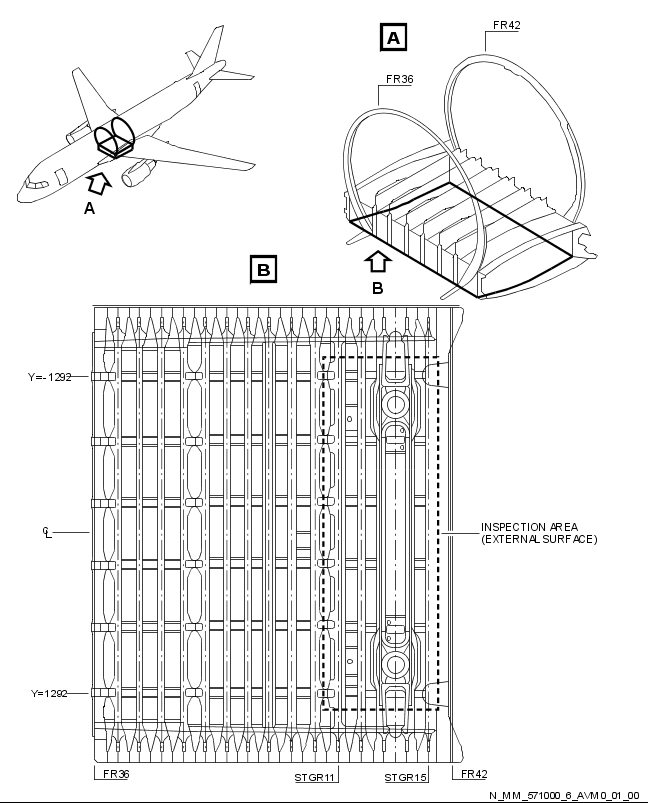 A
FR42
FR36
A
B
B
Y=-1292
℄
INSPECTION AREA
(EXTERNAL SURFACE)
Y=1292
FR36
STGR11
STGR15
FR42
N_MM_571000_6_AVM0_01_00